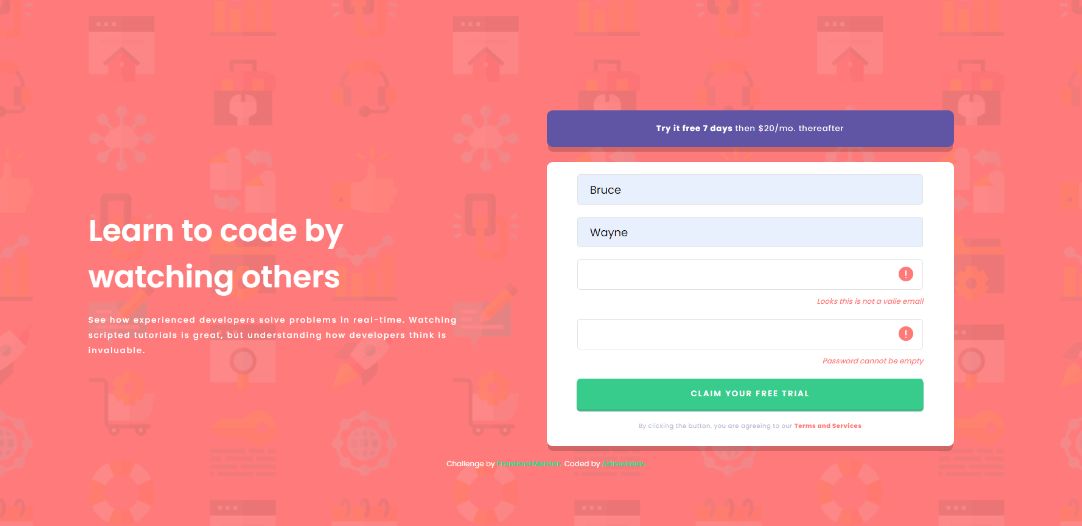 Try it free 7 days then $20/mo. thereafter
Bruce
Wayne
Learn to code by
watching others
See how experienced developers solve problems in real-time. Watching
scripted tutorials is great, but understanding how developers think is
invaluable.
Looks this is not a vaile email
Password cannot be empty
CLAIM YOUR FREE TRIAL
By clicking the button, you are agreeing to our Terms and Services
Challenge by Frontend Mentor. Coded by